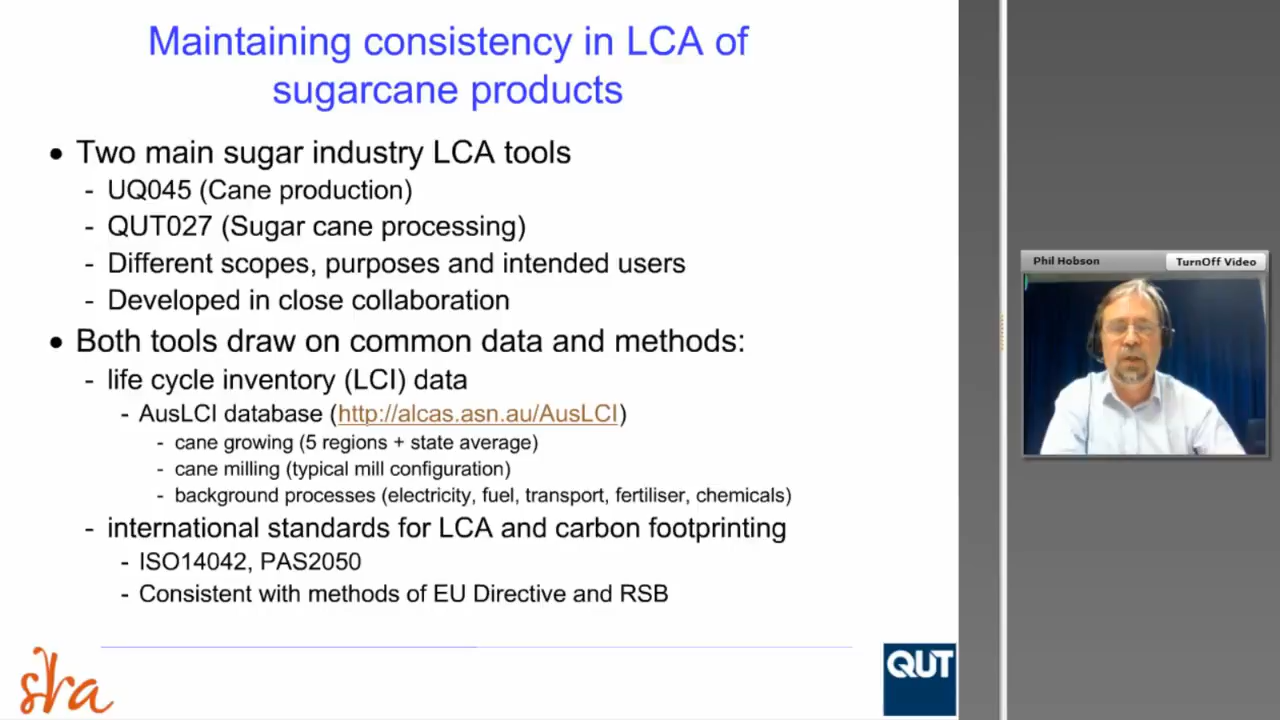 Maintaining consistency in LCA of
sugarcane products
• Two main sugar industry LCA tools
- UQ045 (Cane production)
- QUT027 (Sugar cane processing)
- Different scopes, purposes and intended users
- Developed in close collaboration
• Both tools draw on common data and methods:
- life cycle inventory (LCI) data
- AusLCI database (http://alcas.asn.au/AusLCI)
- cane growing (5 regions + state average)
- cane milling (typical mill configuration)
- background processes (electricity, fuel, transport, fertiliser, chemicals)
- international standards for LCA and carbon footprinting
- ISO14042, PAS2050
- Consistent with methods of EU Directive and RSB
sra
QUT
Phil Hobson
TurnOff Video